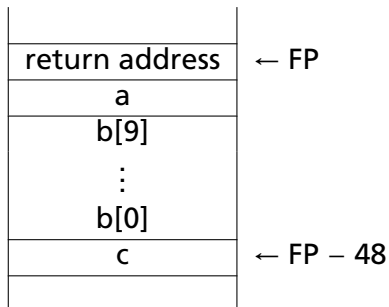 return address ← FP
a
b[9]
⋮
b[0]
c ← FP − 48